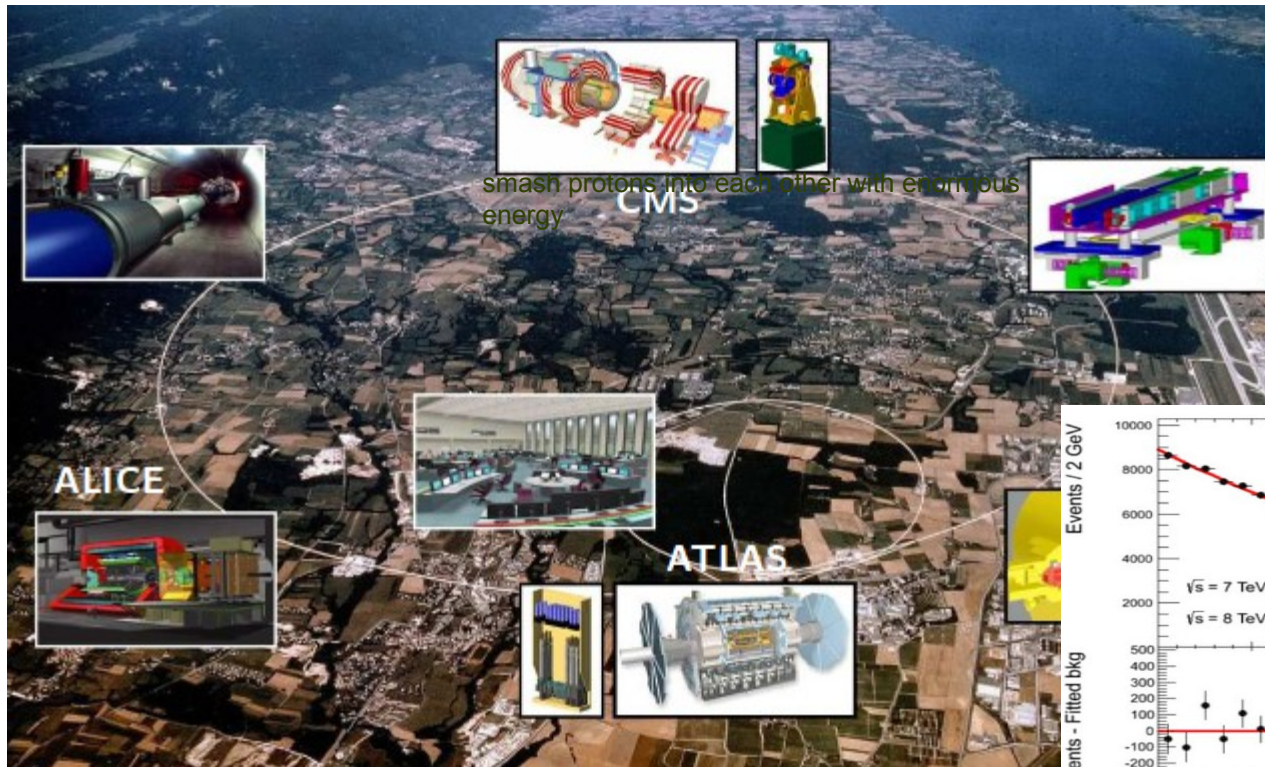 smash protons into each other with enormous
energy
CMS
ALICE
ATLAS
Events / 2 GeV
10000
8000
6000
4000
2000
√s = 7 TeV
√s = 8 TeV
- Fitted bkg
500
400
300
200
100
0
-100
-200